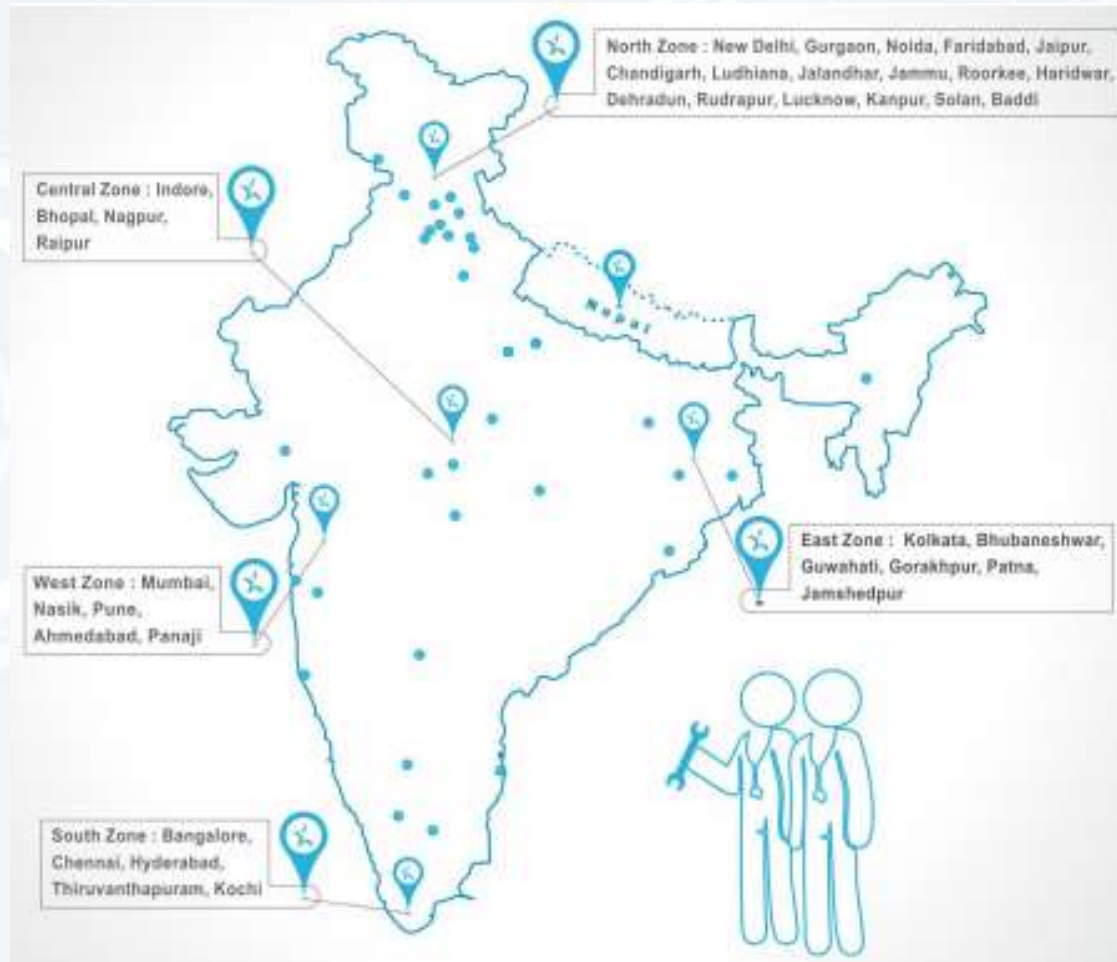 North Zone : New Delhi, Gurgaon, Noida, Faridabad, Jaipur,
Chandigarh, Ludhiana, Jalandhar, Jammu, Roorkee, Haridwar,
Dehradun, Rudrapur, Lucknow, Kanpur, Solan, Baddi
Central Zone : Indore,
Bhopal, Nagpur,
Raipur
Nepal
East Zone : Kolkata, Bhubaneshwar,
Guwahati, Gorakhpur, Patna,
Jamshedpur
West Zone : Mumbai,
Nasik, Pune,
Ahmedabad, Panaji
South Zone : Bangalore,
Chennai, Hyderabad,
Thiruvanthapuram, Kochi